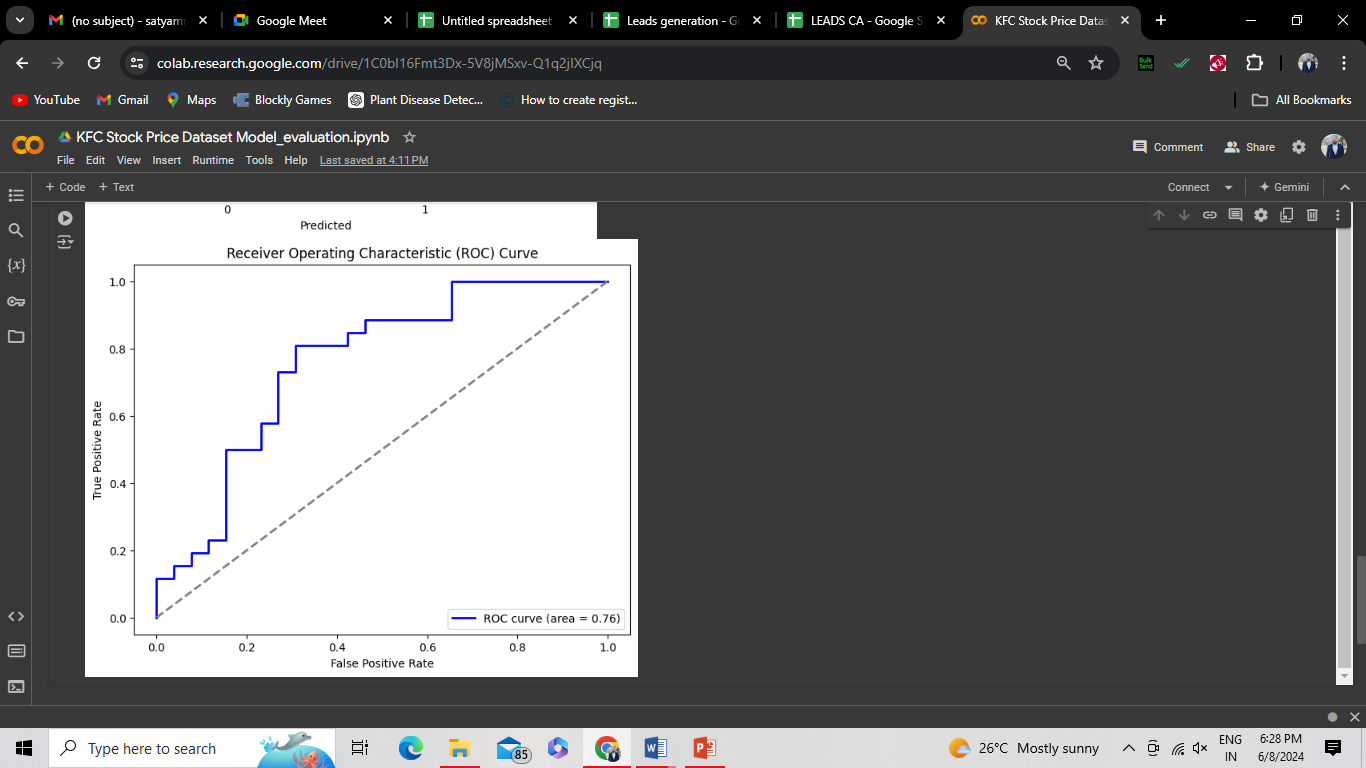 (no subject) - satyam
Google Meet
Untitled spreadsheet
Leads generation - G
LEADS CA - Google S
KFC Stock Price Datas
colab.research.google.com/drive/1C0bl16Fmt3Dx-5V8jMSxv-Q1q2jIXCjq
Bulk
Send
YouTube
Gmail
Maps
Blockly Games
Plant Disease Detec...
How to create regist...
All Bookmarks
KFC Stock Price Dataset Model_evaluation.ipynb
File Edit View Insert Runtime Tools Help Last saved at 4:11 PM
Comment
Share
+ Code + Text
Connect
Gemini
0 1
Predicted
Receiver Operating Characteristic (ROC) Curve
1.0
0.8
0.6
0.4
0.2
0.0
True Positive Rate
ROC curve (area = 0.76)
0.0 0.2 0.4 0.6 0.8 1.0
False Positive Rate
{x}
Type here to search
85
26°C Mostly sunny
ENG
IN
6:28 PM
6/8/2024